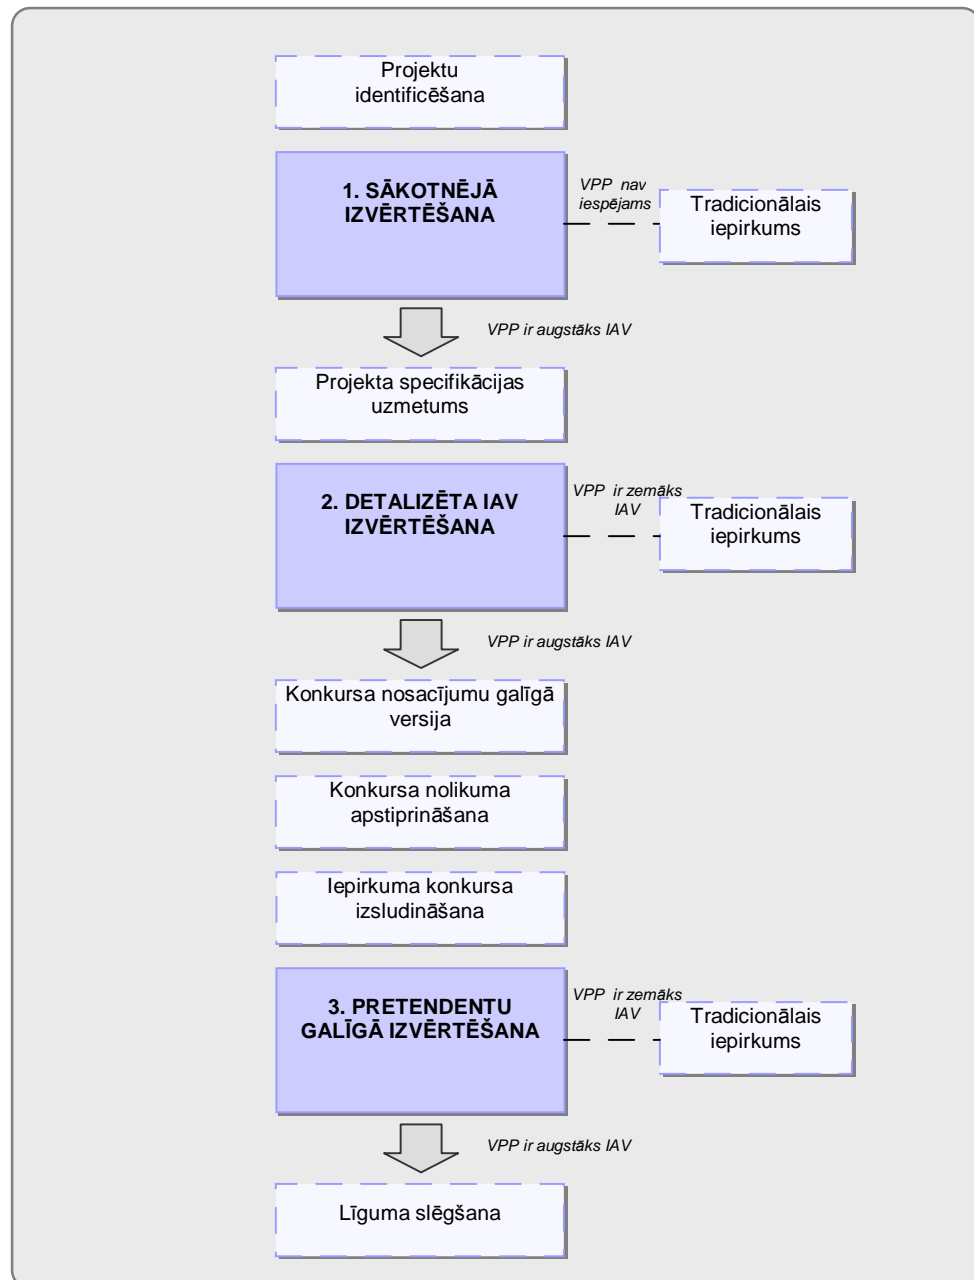 Projektu
identificēšana
1. SĀKOTNĒJĀ
IZVĒRTĒŠANA
VPP nav
iespējams
Tradicionālais
iepirkums
VPP ir augstāks IAV
Projekta specifikācijas
uzmetums
2. DETALIZĒTA IAV
IZVĒRTĒŠANA
VPP ir zemāks
IAV
Tradicionālais
iepirkums
VPP ir augstāks IAV
Konkursa nosacījumu galīgā
versija
Konkursa nolikuma
apstiprināšana
Iepirkuma konkursa
izsludināšana
3. PRETENDENTU
GALĪGĀ IZVĒRTĒŠANA
VPP ir zemāks
IAV
Tradicionālais
iepirkums
VPP ir augstāks IAV
Līguma slēgšana